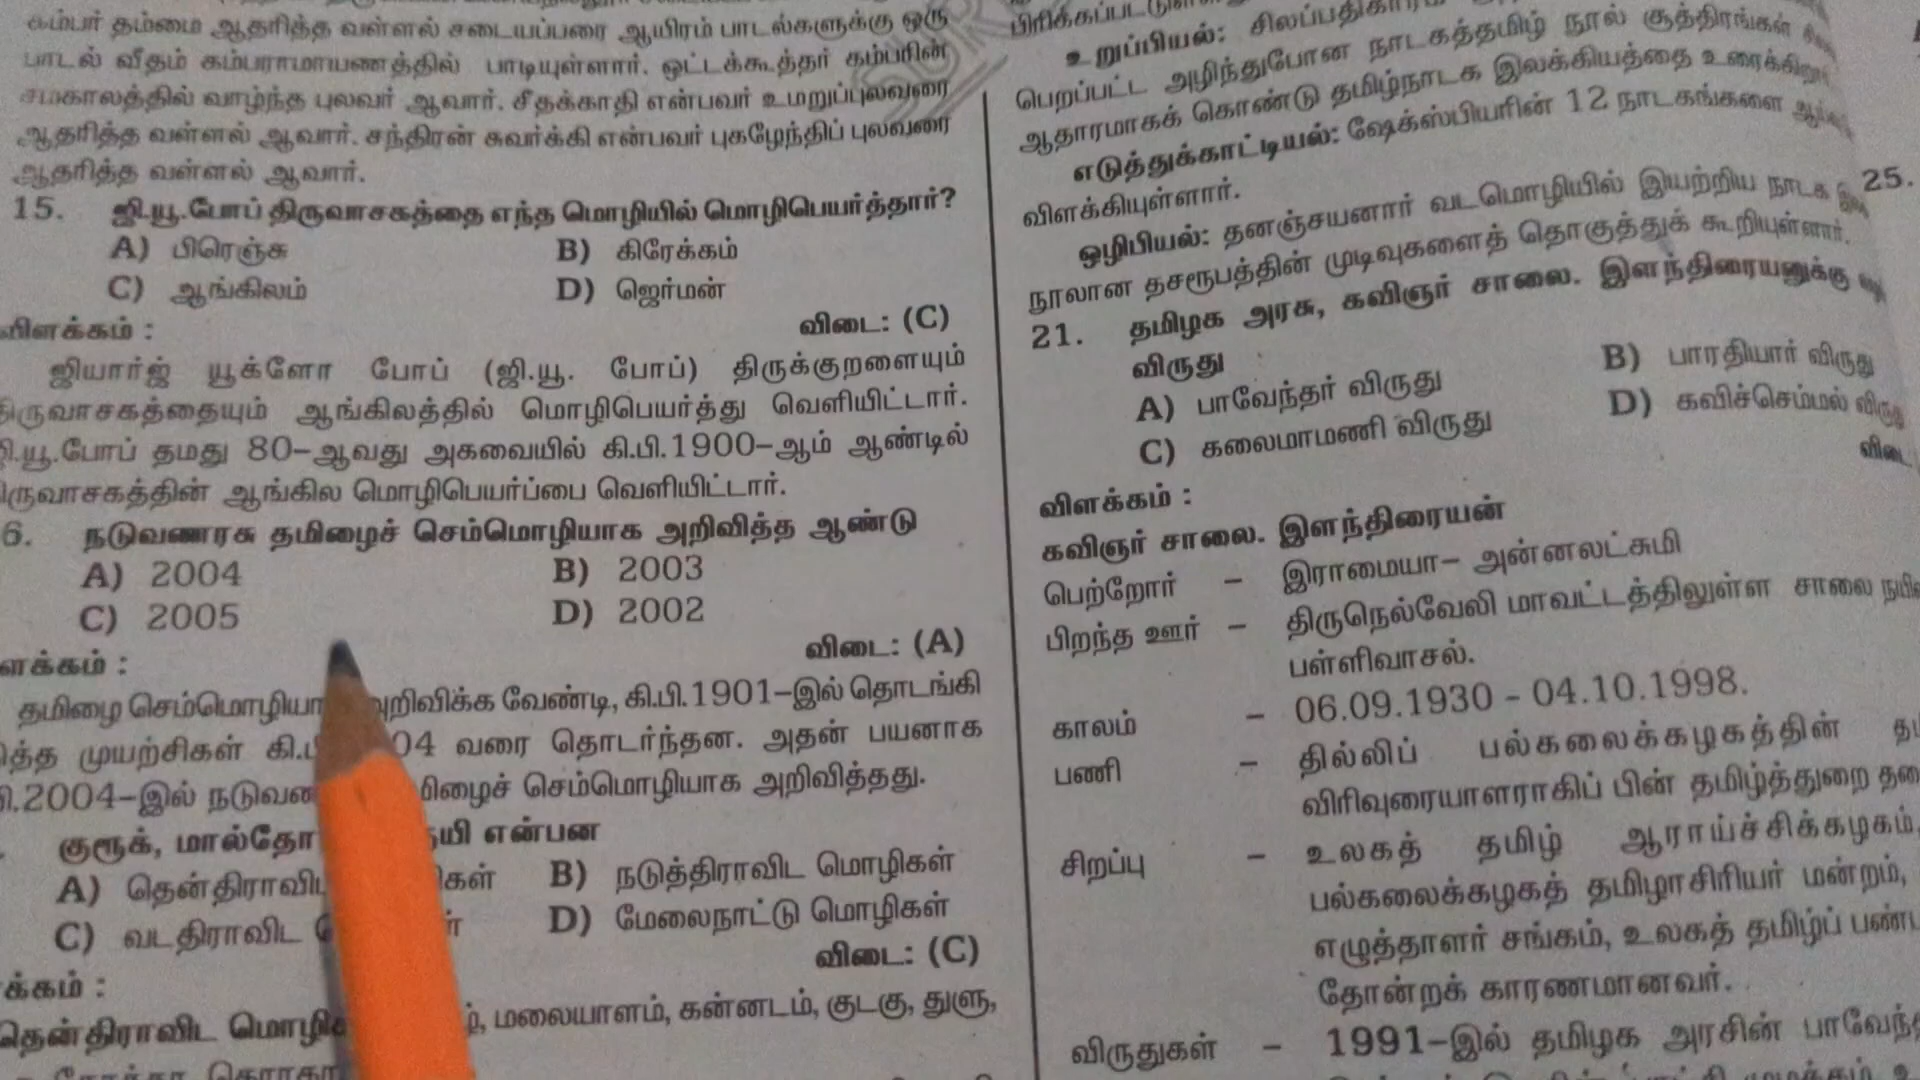 கம்பர் தம்மை ஆதரித்த வள்ளல் சடையப்பரை ஆயிரம் பாடல்களுக்கு ஒரு
பாடல் வீதம் கம்பராமாயணத்தில் பாடியுள்ளார். ஒட்டக்கூத்தர் கம்பரின்
சமகாலத்தில் வாழ்ந்த புலவர் ஆவார். சீதக்காதி என்பவர் உமறுப்புலவரை
ஆதரித்த வள்ளல் ஆவார். சந்திரன் சுவர்க்கி என்பவர் புகழேந்திப் புலவரை
ஆதரித்த வள்ளல் ஆவார்.
15. ஜி.யூ.போப் திருவாசகத்தை எந்த மொழியில் மொழிபெயர்த்தார்?
A) பிரெஞ்சு B) கிரேக்கம்
C) ஆங்கிலம் D) ஜெர்மன்
விடை: (C)
விளக்கம் :
ஜியார்ஜ் யூக்ளோ போப் (ஜி.யூ. போப்) திருக்குறளையும்
திருவாசகத்தையும் ஆங்கிலத்தில் மொழிபெயர்த்து வெளியிட்டார்.
ஜி.யூ.போப் தமது 80-ஆவது அகவையில் கி.பி.1900-ஆம் ஆண்டில்
திருவாசகத்தின் ஆங்கில மொழிபெயர்ப்பை வெளியிட்டார்.
6. நடுவணரசு தமிழைச் செம்மொழியாக அறிவித்த ஆண்டு
A) 2004 B) 2003
C) 2005 D) 2002
விடை: (A)
ளக்கம் :
தமிழை செம்மொழியா அறிவிக்க வேண்டி, கி.பி.1901-இல் தொடங்கி
முயற்சிகள் 04 வரை தொடர்ந்தன. அதன் பயனாக
2004-இல் மிழைச் செம்மொழியாக அறிவித்தது.
குரூக், மால்தோ என்பன
A) B) நடுத்திராவிட மொழிகள்
C) வடதிராவிட D) மேலைநாட்டு மொழிகள்
விடை: (C)
க்கம் :
தென்திராவிட மலையாளம், கன்னடம், குடகு, துளு,
உறுப்பியல்: நாடகத்தமிழ் நூல் சூத்திரங்கள்
பெறப்பட்ட அழிந்துபோன தமிழ்நாடக இலக்கியத்தை
ஆதாரமாகக் கொண்டு
எடுத்துக்காட்டியல்: ஷேக்ஸ்பியரின் 12 நாடகங்களை
விளக்கியுள்ளார்.
ஒழிபியல்: தனஞ்சயனார் வடமொழியில் இயற்றிய நாடக
நூலான தசரூபத்தின் முடிவுகளைத் தொகுத்துக் கூறியுள்ளார்.
21. தமிழக அரசு, கவிஞர் சாலை. இளந்திரையனுக்கு
விருது
A) பாவேந்தர் விருது B) பாரதியார் விருது
C) கலைமாமணி விருது D) கவிச்செம்மல் விருது
விடை
விளக்கம் :
கவிஞர் சாலை. இளந்திரையன்
பெற்றோர் - இராமையா- அன்னலட்சுமி
பிறந்த ஊர் - திருநெல்வேலி மாவட்டத்திலுள்ள சாலை
பள்ளிவாசல்.
காலம் - 06.09.1930 - 04.10.1998.
பணி - தில்லிப் பல்கலைக்கழகத்தின்
விரிவுரையாளராகிப் பின் தமிழ்த்துறை
சிறப்பு - உலகத் தமிழ் ஆராய்ச்சிக்கழகம்,
பல்கலைக்கழகத் தமிழாசிரியர் மன்றம்,
எழுத்தாளர் சங்கம், உலகத் தமிழ்ப்
தோன்றக் காரணமானவர்.
விருதுகள் - 1991-இல் தமிழக அரசின்
25.